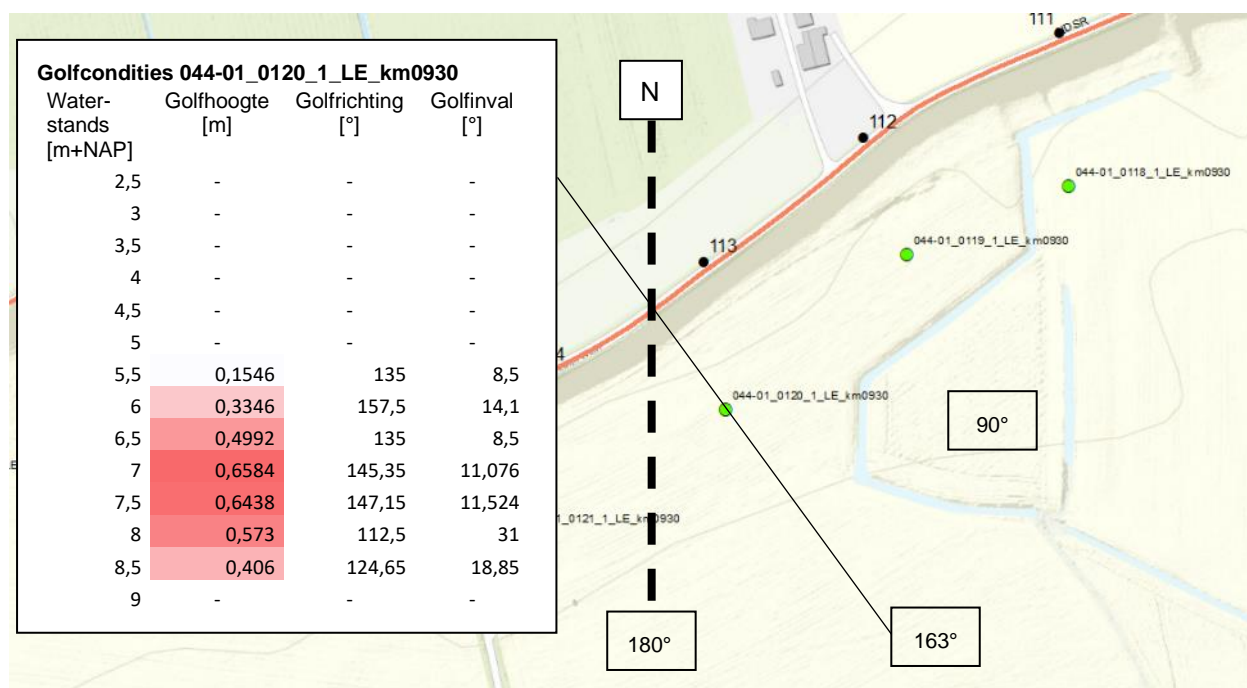 Golfcondities 044-01_0120_1_LE_km0930
Water-
stands
[m+NAP] Golfhoogte
[m] Golfrichting
[°] Golfinval
[°]
2,5 - - -
3 - - -
3,5 - - -
4 - - -
4,5 - - -
5 - - -
5,5 0,1546 135 8,5
6 0,3346 157,5 14,1
6,5 0,4992 135 8,5
7 0,6584 145,35 11,076
7,5 0,6438 147,15 11,524
8 0,573 112,5 31
8,5 0,406 124,65 18,85
9 - - -
N
111
DSR
112
044-01_0118_1_LE_km0930
113
044-01_0119_1_LE_km0930
4
044-01_0120_1_LE_km0930
90°
1_0121_1_LE_km0930
180°
163°